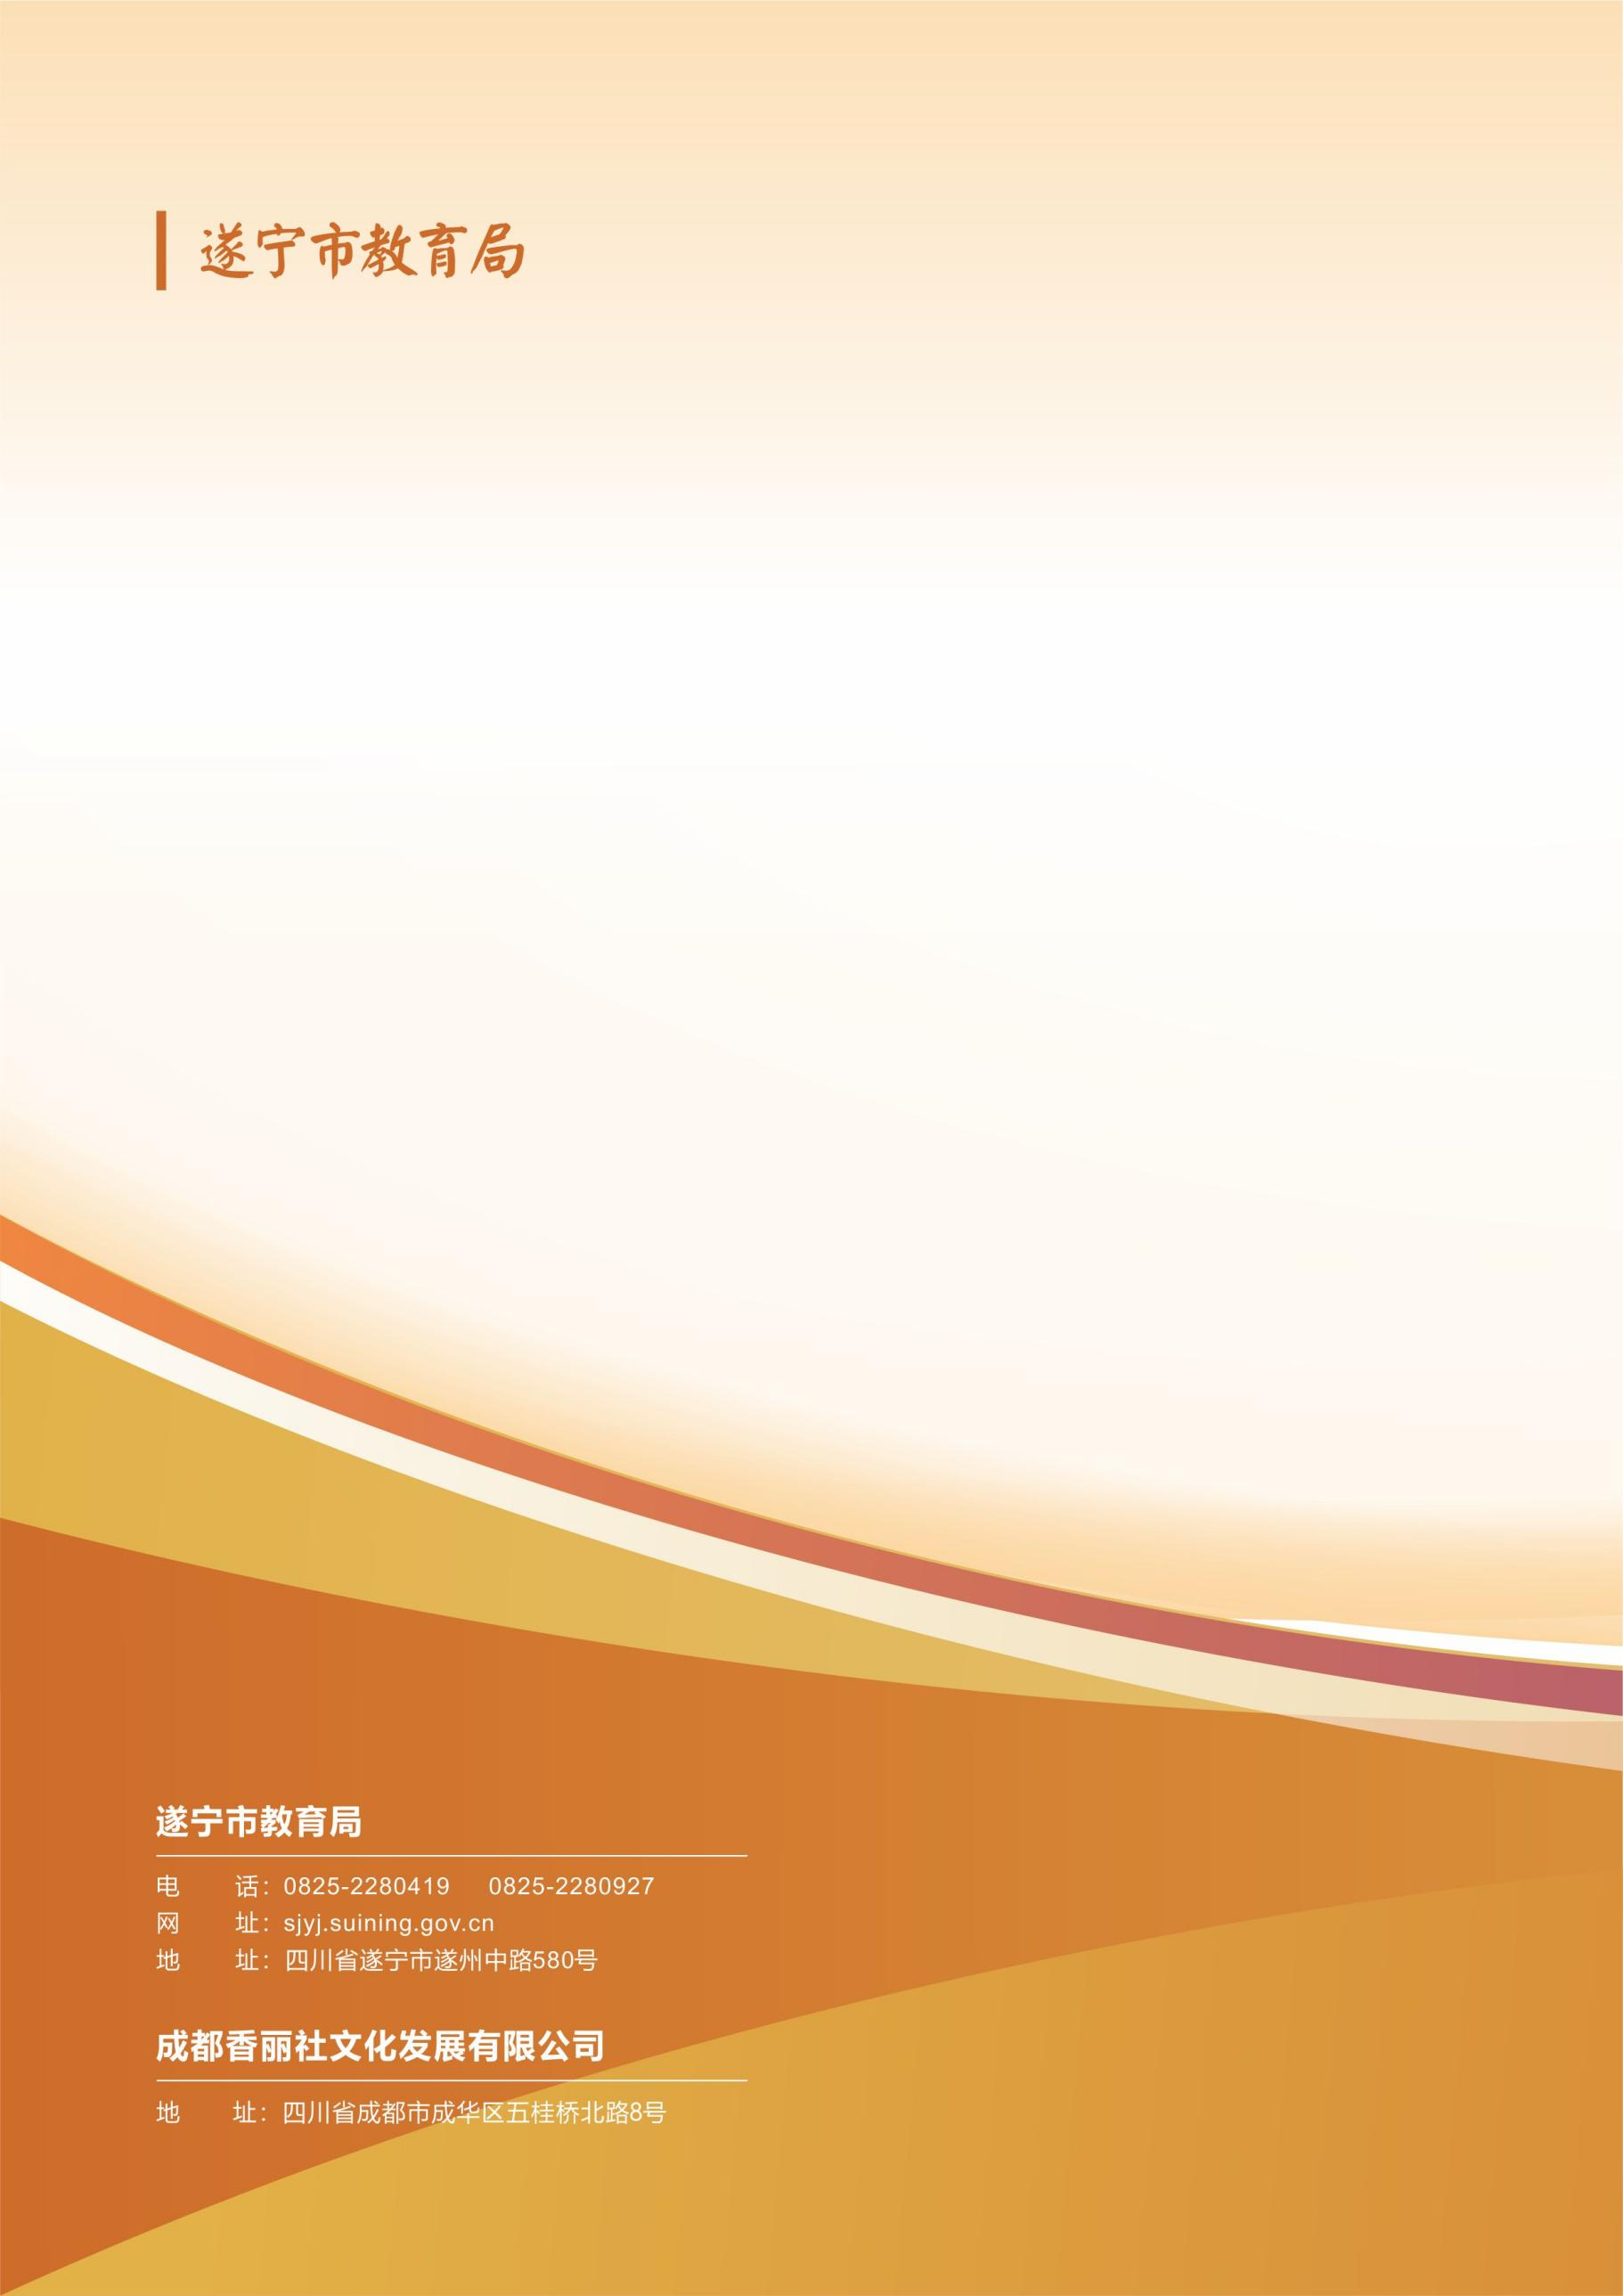 遂宁市教育局
遂宁市教育局
电 话：0825-2280419 0825-2280927
网 址：sjyj.suining.gov.cn
地 址：四川省遂宁市遂州中路580号
成都香丽社文化发展有限公司
地 址：四川省成都市成华区五桂桥北路8号